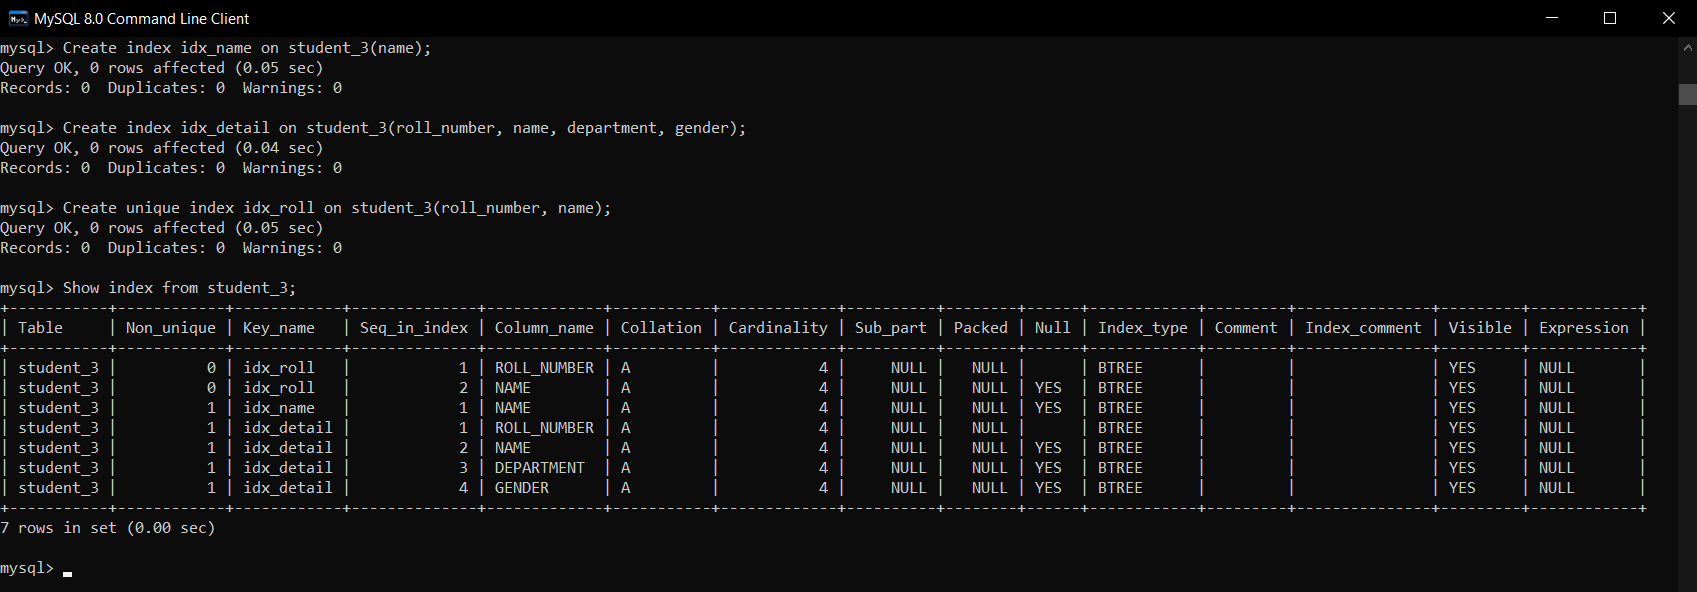 MySQL 8.0 Command Line Client
mysql> Create index idx_name on student_3(name);
Query OK, 0 rows affected (0.05 sec)
Records: 0  Duplicates: 0  Warnings: 0
mysql> Create index idx_detail on student_3(roll_number, name, department, gender);
Query OK, 0 rows affected (0.04 sec)
Records: 0  Duplicates: 0  Warnings: 0
mysql> Create unique index idx_roll on student_3(roll_number, name);
Query OK, 0 rows affected (0.05 sec)
Records: 0  Duplicates: 0  Warnings: 0
mysql> Show index from student_3;
+-----------+------------+------------+--------------+-------------+-----------+-------------+----------+--------+------+------------+---------+---------------+---------+------------+
| Table     | Non_unique | Key_name   | Seq_in_index | Column_name | Collation | Cardinality | Sub_part | Packed | Null | Index_type | Comment | Index_comment | Visible | Expression |
+-----------+------------+------------+--------------+-------------+-----------+-------------+----------+--------+------+------------+---------+---------------+---------+------------+
| student_3 |          0 | idx_roll   |            1 | ROLL_NUMBER | A         |           4 |     NULL |   NULL |      | BTREE      |         |               | YES     | NULL       |
| student_3 |          0 | idx_roll   |            2 | NAME        | A         |           4 |     NULL |   NULL | YES  | BTREE      |         |               | YES     | NULL       |
| student_3 |          1 | idx_name   |            1 | NAME        | A         |           4 |     NULL |   NULL | YES  | BTREE      |         |               | YES     | NULL       |
| student_3 |          1 | idx_detail |            1 | ROLL_NUMBER | A         |           4 |     NULL |   NULL |      | BTREE      |         |               | YES     | NULL       |
| student_3 |          1 | idx_detail |            2 | NAME        | A         |           4 |     NULL |   NULL | YES  | BTREE      |         |               | YES     | NULL       |
| student_3 |          1 | idx_detail |            3 | DEPARTMENT  | A         |           4 |     NULL |   NULL | YES  | BTREE      |         |               | YES     | NULL       |
| student_3 |          1 | idx_detail |            4 | GENDER      | A         |           4 |     NULL |   NULL | YES  | BTREE      |         |               | YES     | NULL       |
+-----------+------------+------------+--------------+-------------+-----------+-------------+----------+--------+------+------------+---------+---------------+---------+------------+
7 rows in set (0.00 sec)
mysql>